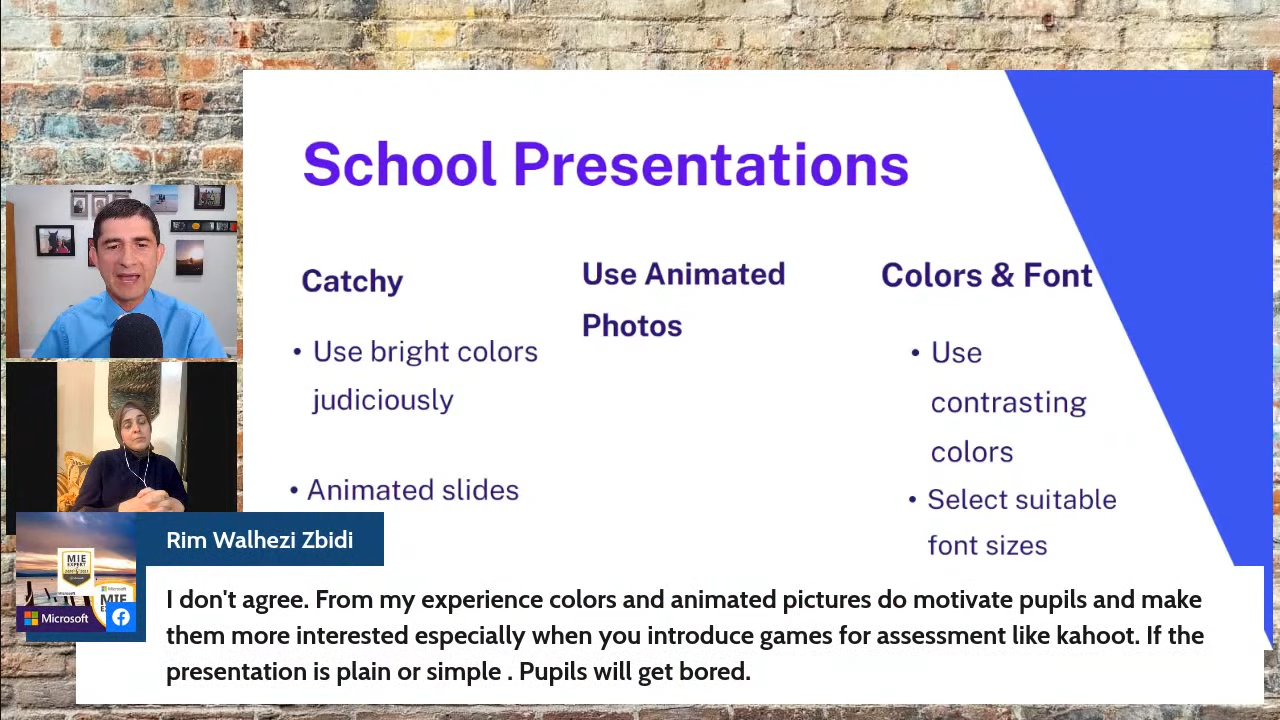 School Presentations
Catchy
• Use bright colors
judiciously
• Animated slides
Use Animated
Photos
Colors & Font
• Use
contrasting
colors
• Select suitable
font sizes
Rim Walhezi Zbidi
MIE
EXPERT
Microsoft
I don't agree. From my experience colors and animated pictures do motivate pupils and make
them more interested especially when you introduce games for assessment like kahoot. If the
presentation is plain or simple . Pupils will get bored.